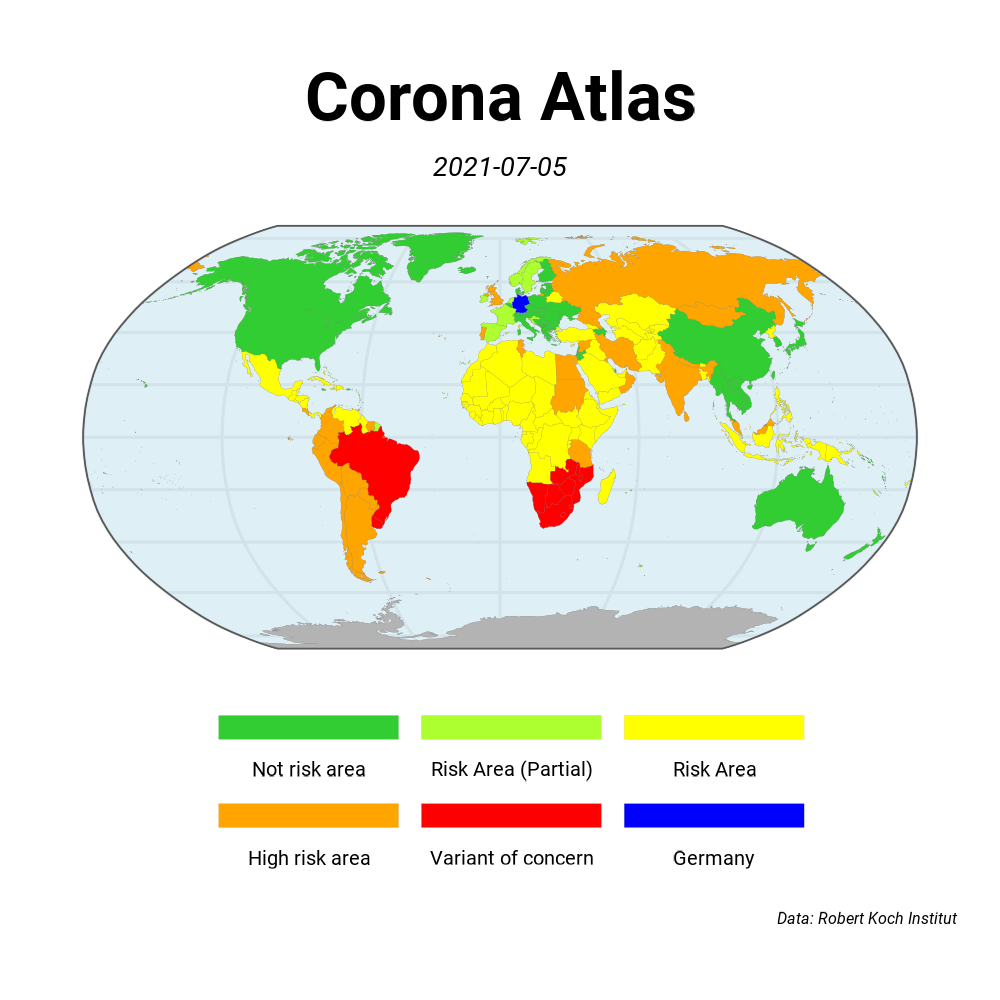 Corona Atlas
2021-07-05
Not risk area
Risk Area (Partial)
Risk Area
High risk area
Variant of concern
Germany
Data: Robert Koch Institut